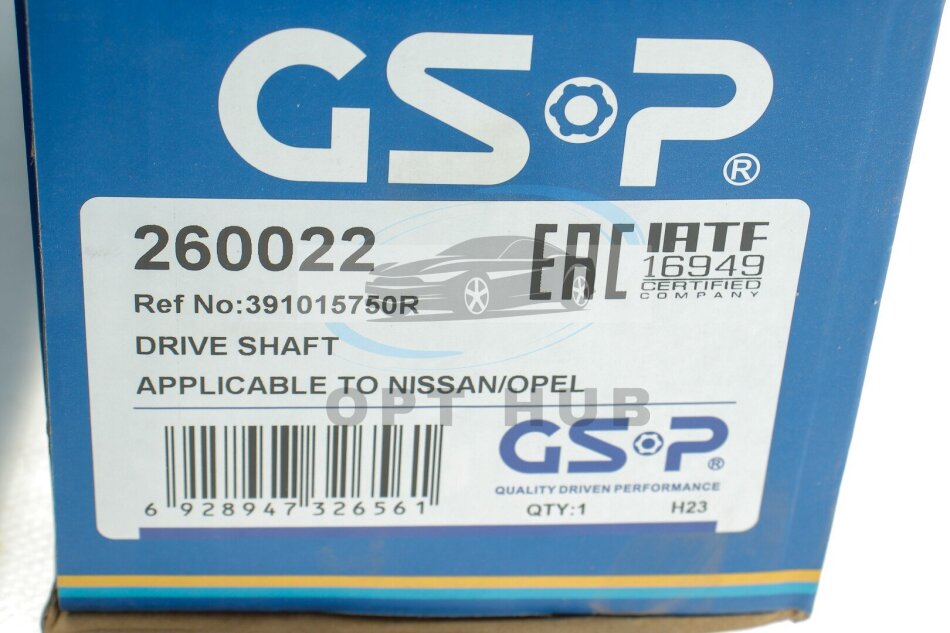 GSP®
260022
EAC
IATF
16949
CERTIFIED
COMPANY
Ref No:391015750R
DRIVE SHAFT
APPLICABLE TO NISSAN/OPEL
OPT HUB
GSP®
QUALITY DRIVEN PERFORMANCE
6 928947 326561
QTY:1 H23